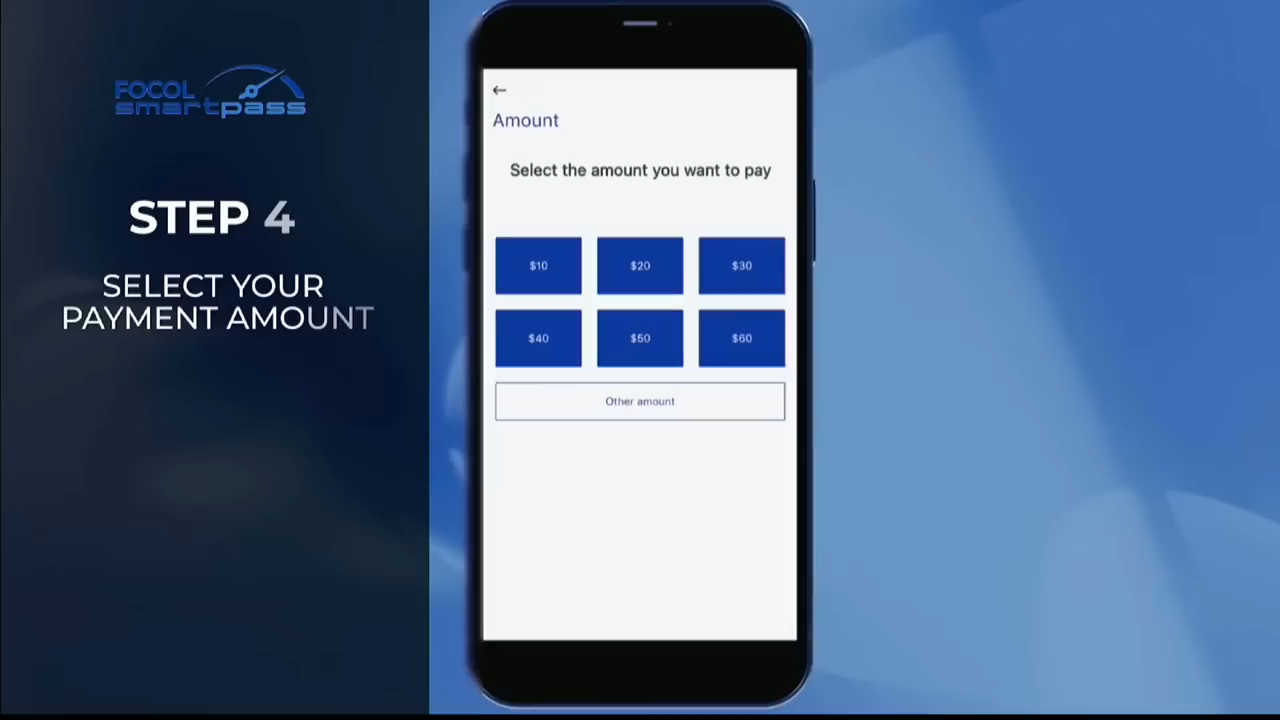 FOCOL
smartpass
STEP 4
SELECT YOUR
PAYMENT AMOUNT
Amount
Select the amount you want to pay
$10
$20
$30
$40
$50
$60
Other amount